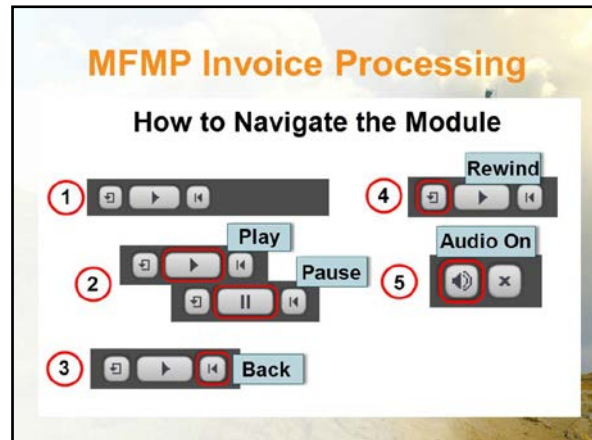 MFMP Invoice Processing
How to Navigate the Module
1
2
Play
Pause
3
Back
4
Rewind
5
Audio On